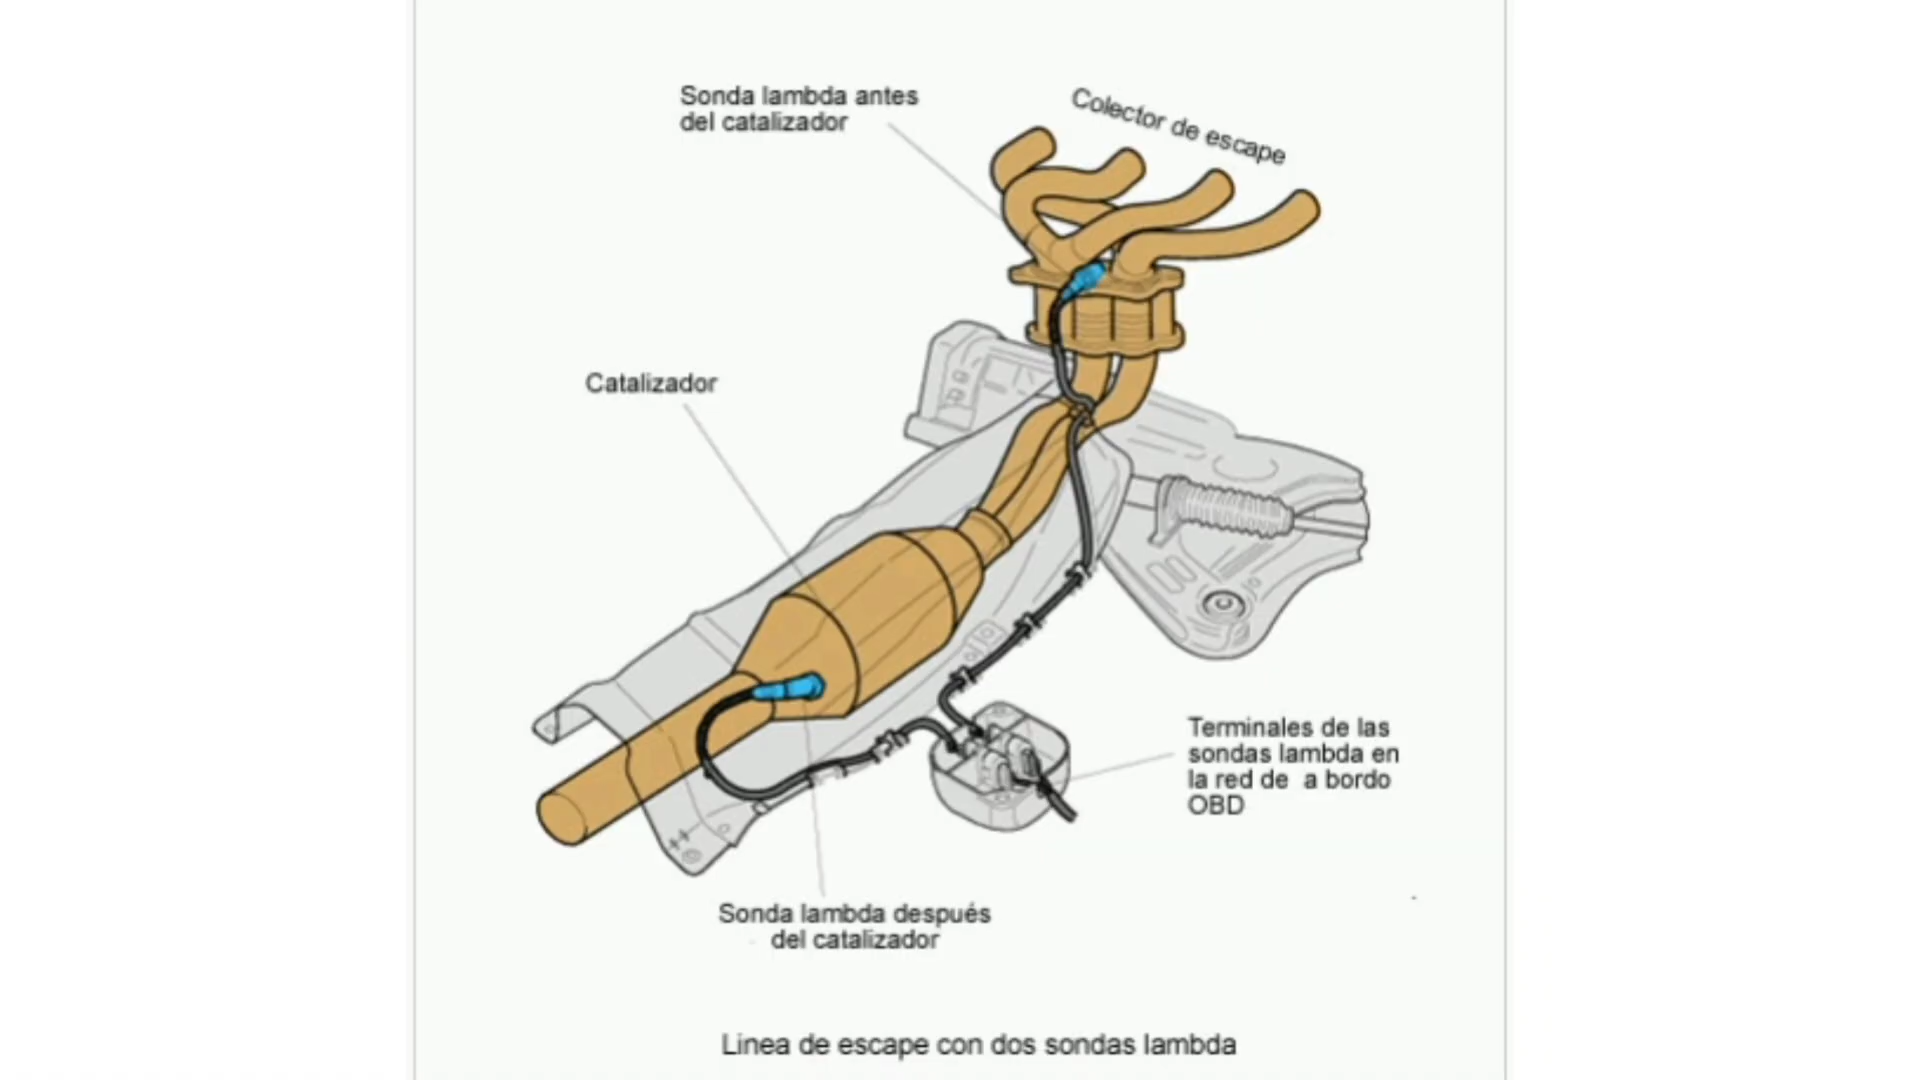 Sonda lambda antes
del catalizador
Colector de escape
Catalizador
Terminales de las
sondas lambda en
la red de a bordo
OBD
Sonda lambda después
del catalizador
Linea de escape con dos sondas lambda